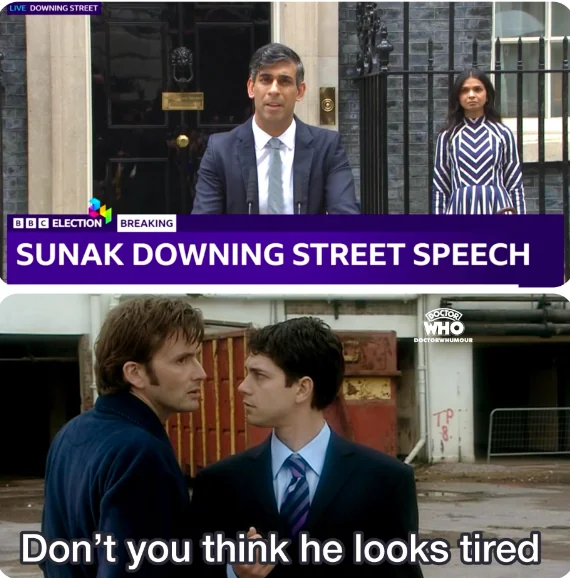 LIVE DOWNING STREET
BBC ELECTION BREAKING
SUNAK DOWNING STREET SPEECH
DOCTOR
WHO
DOCTORWHUMOUR
TP
8.
Don't you think he looks tired